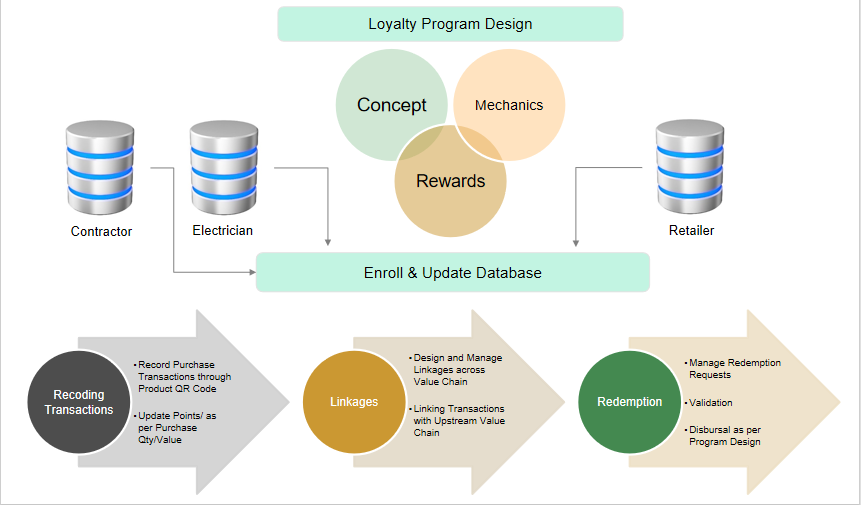 Loyalty Program Design
Concept
Mechanics
Rewards
Contractor
Electrician
Retailer
Enroll & Update Database
Recoding
Transactions
• Record Purchase
Transactions through
Product QR Code
• Update Points/ as
per Purchase
Qty/Value
Linkages
• Design and Manage
Linkages across
Value Chain
• Linking Transactions
with Upstream Value
Chain
Redemption
• Manage Redemption
Requests
• Validation
• Disbursal as per
Program Design